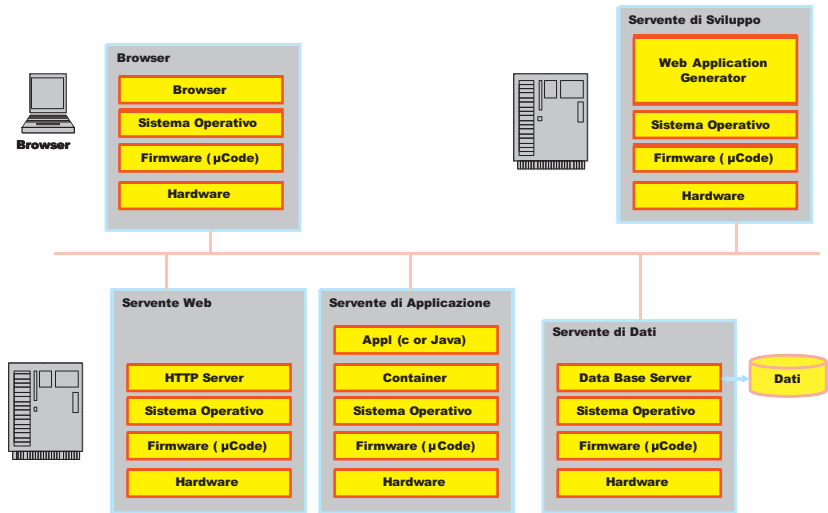 Browser
Browser
Sistema Operativo
Firmware (µCode)
Hardware
Browser
Servente di Sviluppo
Web Application
Generator
Sistema Operativo
Firmware (µCode)
Hardware
Servente Web
HTTP Server
Sistema Operativo
Firmware (µCode)
Hardware
Servente di Applicazione
Appl (c or Java)
Container
Sistema Operativo
Firmware (µCode)
Hardware
Servente di Dati
Data Base Server
Sistema Operativo
Firmware (µCode)
Hardware
Dati